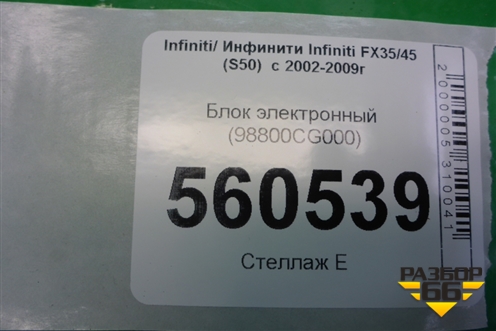 Infiniti/ Инфинити Infiniti FX35/45
(S50) с 2002-2009г
Блок электронный
(98800CG000)
560539
Стеллаж Е
2000005310041
РАЗБОР
66